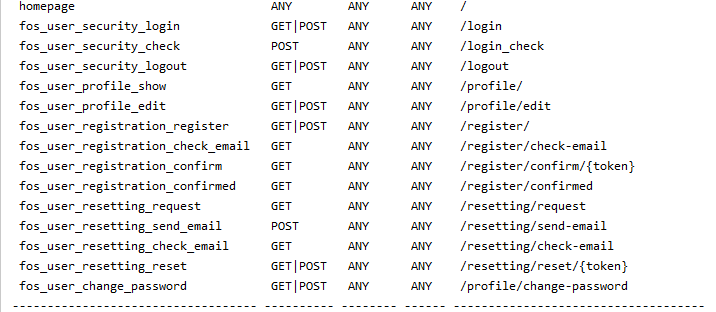 homepage ANY ANY ANY /
fos_user_security_login GET|POST ANY ANY /login
fos_user_security_check POST ANY ANY /login_check
fos_user_security_logout GET|POST ANY ANY /logout
fos_user_profile_show GET ANY ANY /profile/
fos_user_profile_edit GET|POST ANY ANY /profile/edit
fos_user_registration_register GET|POST ANY ANY /register/
fos_user_registration_check_email GET ANY ANY /register/check-email
fos_user_registration_confirm GET ANY ANY /register/confirm/{token}
fos_user_registration_confirmed GET ANY ANY /register/confirmed
fos_user_resetting_request GET ANY ANY /resetting/request
fos_user_resetting_send_email POST ANY ANY /resetting/send-email
fos_user_resetting_check_email GET ANY ANY /resetting/check-email
fos_user_resetting_reset GET|POST ANY ANY /resetting/reset/{token}
fos_user_change_password GET|POST ANY ANY /profile/change-password
----------------------------------- ---------- -------- ------ -----------------------------------